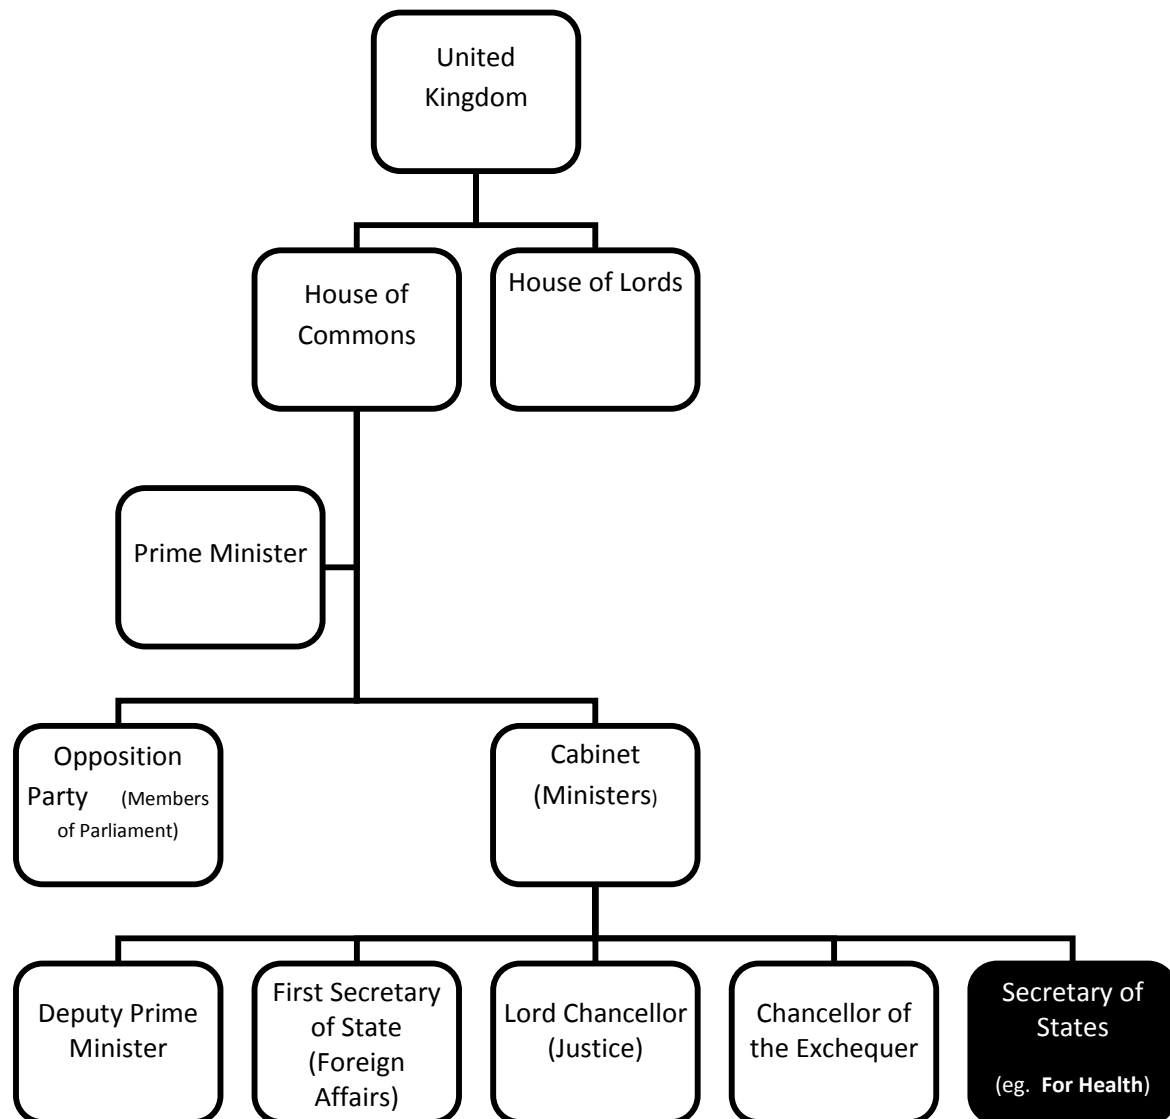 United
Kingdom
House of
Commons
House of Lords
Prime Minister
Opposition
Party (Members
of Parliament)
Cabinet
(Ministers)
Deputy Prime
Minister
First Secretary
of State
(Foreign
Affairs)
Lord Chancellor
(Justice)
Chancellor of
the Exchequer
Secretary of
States
(eg. For Health)